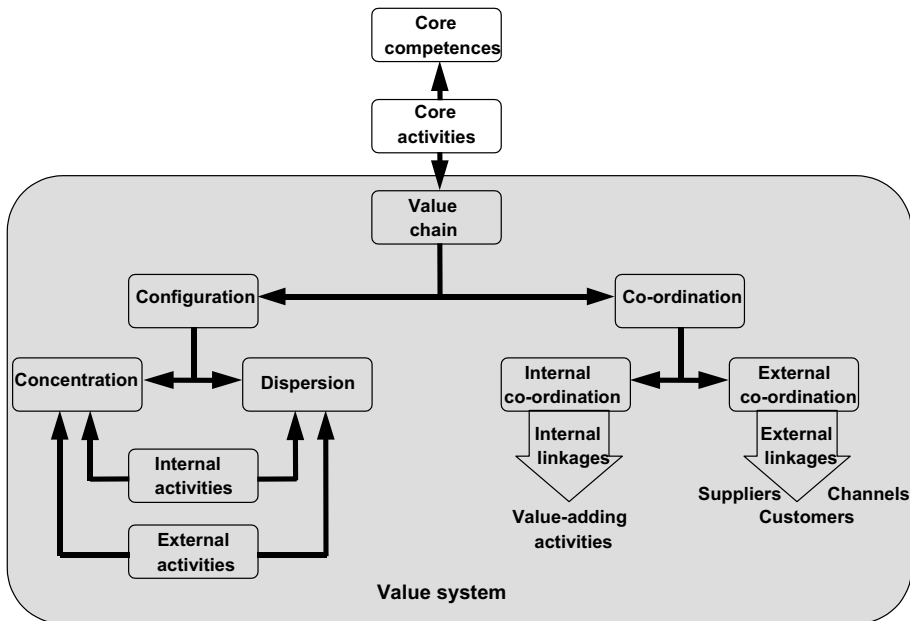 Core
competences
Core
activities
Value
chain
Configuration
Co-ordination
Concentration
Dispersion
Internal
co-ordination
External
co-ordination
Internal
linkages
External
linkages
Internal
activities
Suppliers
Channels
Customers
Value-adding
activities
External
activities
Value system